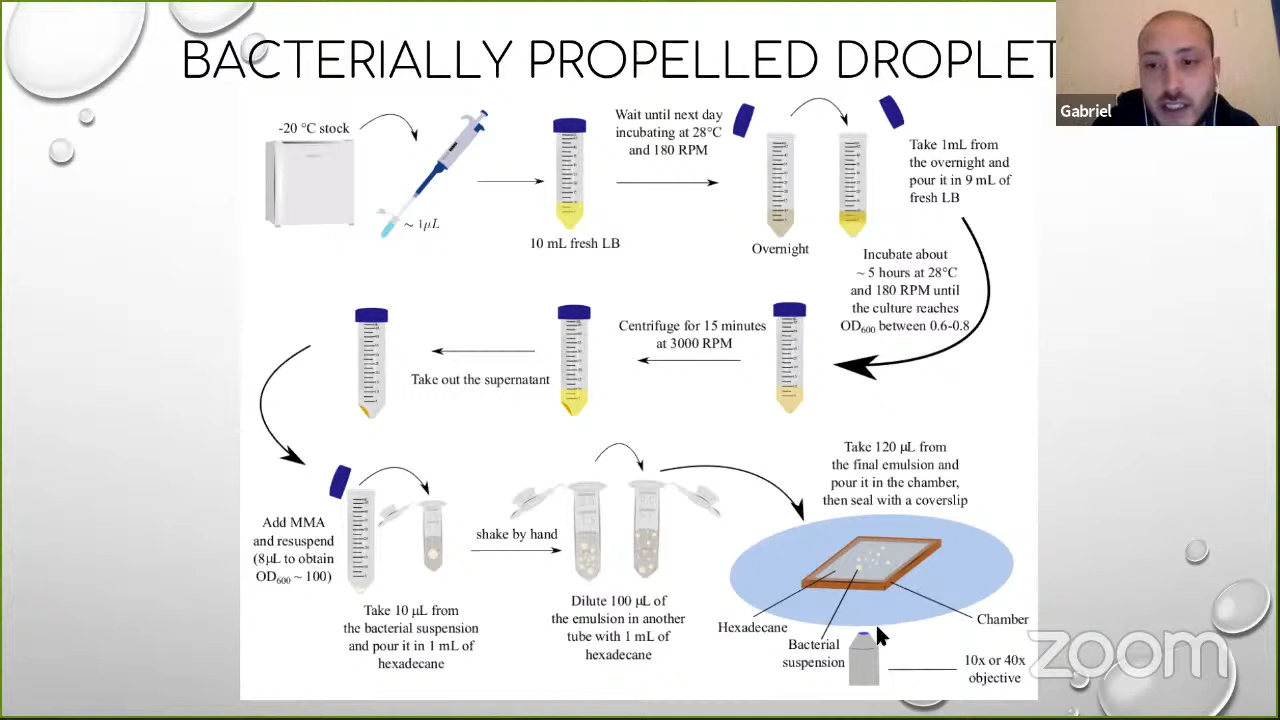 BACTERIALLY PROPELLED DROPLET
Gabriel
-20 °C stock
~ 1µL
10 mL fresh LB
Wait until next day
incubating at 28°C
and 180 RPM
Overnight
Take 1mL from
the overnight and
pour it in 9 mL of
fresh LB
Incubate about
~ 5 hours at 28°C
and 180 RPM until
the culture reaches
OD600 between 0.6-0.8
Centrifuge for 15 minutes
at 3000 RPM
Take out the supernatant
Add MMA
and resuspend
(8µL to obtain
OD600 ~ 100)
Take 10 µL from
the bacterial suspension
and pour it in 1 mL of
hexadecane
shake by hand
Dilute 100 µL of
the emulsion in another
tube with 1 mL of
hexadecane
Take 120 µL from
the final emulsion and
pour it in the chamber,
then seal with a coverslip
Hexadecane
Bacterial
suspension
Chamber
10x or 40x
objective
zoom